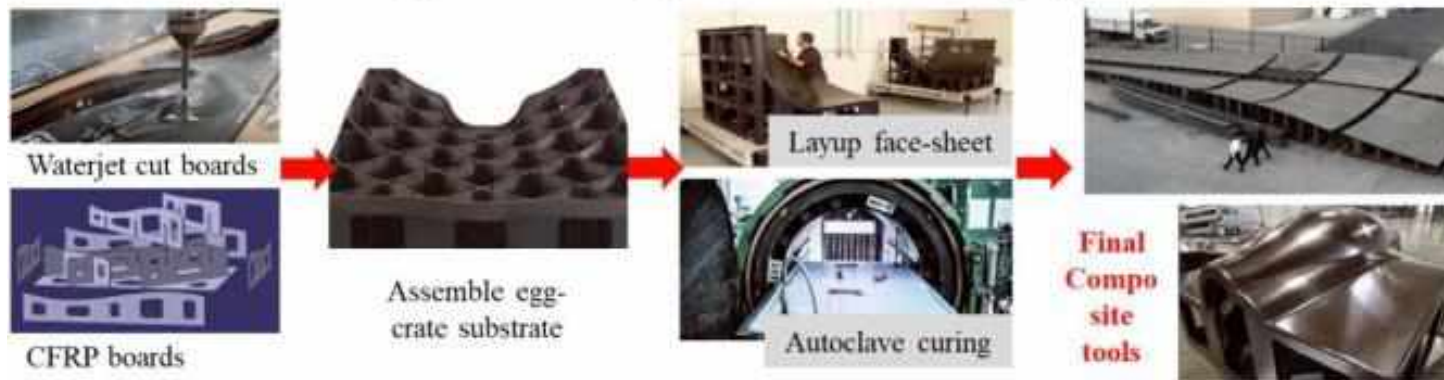 Waterjet cut boards
CFRP boards
Assemble egg-
crate substrate
Layup face-sheet
Autoclave curing
Final
Compo
site
tools